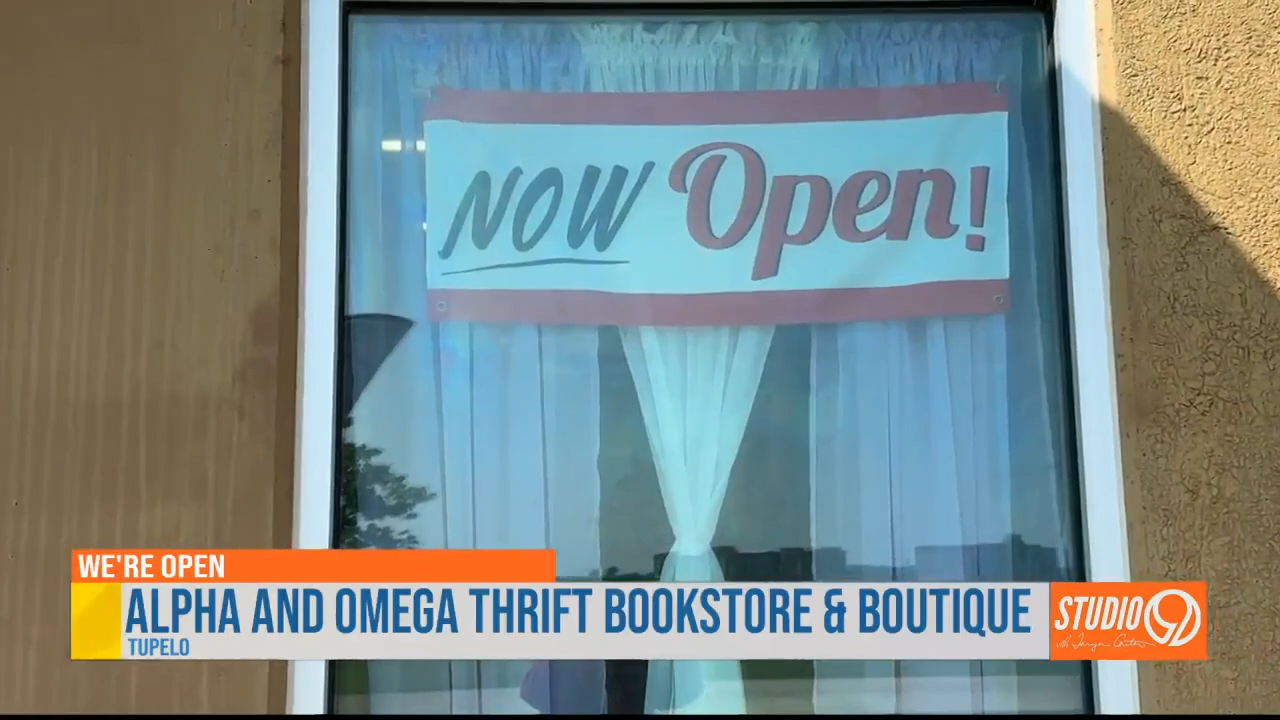 NOW Open!
WE'RE OPEN
ALPHA AND OMEGA THRIFT BOOKSTORE & BOUTIQUE
TUPELO
STUDIO 9